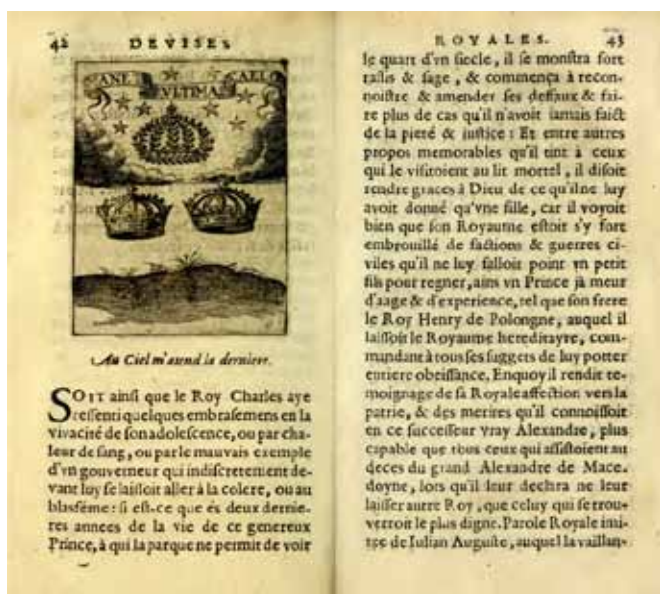 42 DEVISES
MANET
VLTIMA
CAELO
Au Ciel m'atend la derniere.
SOIT ainsi que le Roy Charles aye
ressenti quelques embrasemens en la
vivacité de son adolescence, ou par cha-
leur de sang, ou par le mauvais exemple
d'vn gouverneur qui indiscretement de-
vant luy se laissoit aller à la colere, ou au
blasfême: si est-ce que és deux dernie-
res annees de la vie de ce genereux
Prince, à qui la parque ne permit de voir
ROYALES. 43
le quart d'vn siecle, il se monstra fort
rassis & sage, & commença à recon-
noistre & amender ses deffaux & fai-
re plus de cas qu'il n'avoit iamais faict
de la pieté & iustice: Et entre autres
propos memorables qu'il tint à ceux
qui le visitoient au lit mortel, il disoit
rendre graces à Dieu de ce qu'il ne luy
avoit donné qu'vne fille, car il voyoit
bien que son Royaume estoit s'y fort
embrouillé de factions & guerres ci-
viles qu'il ne luy falloit point vn petit
fils pour regner, ains vn Prince jà meur
d'aage & d'experience, tel que son frere
le Roy Henry de Polongne, auquel il
laissoit le Royaume hereditayre, com-
mandant à tous ses suggets de luy porter
entiere obeissance. En quoy il rendit te-
moignage de sa Royale affection vers la
patrie, & des merites qu'il connoissoit
en ce successeur vray Alexandre, plus
capable que tous ceux qui assistoient au
deces du grand Alexandre de Mace-
doyne, lors qu'il leur declara ne leur
laisser autre Roy, que celuy qui se trou-
verroit le plus digne. Parole Royale imi-
tee de Iulian Auguste, auquel la vaillan-